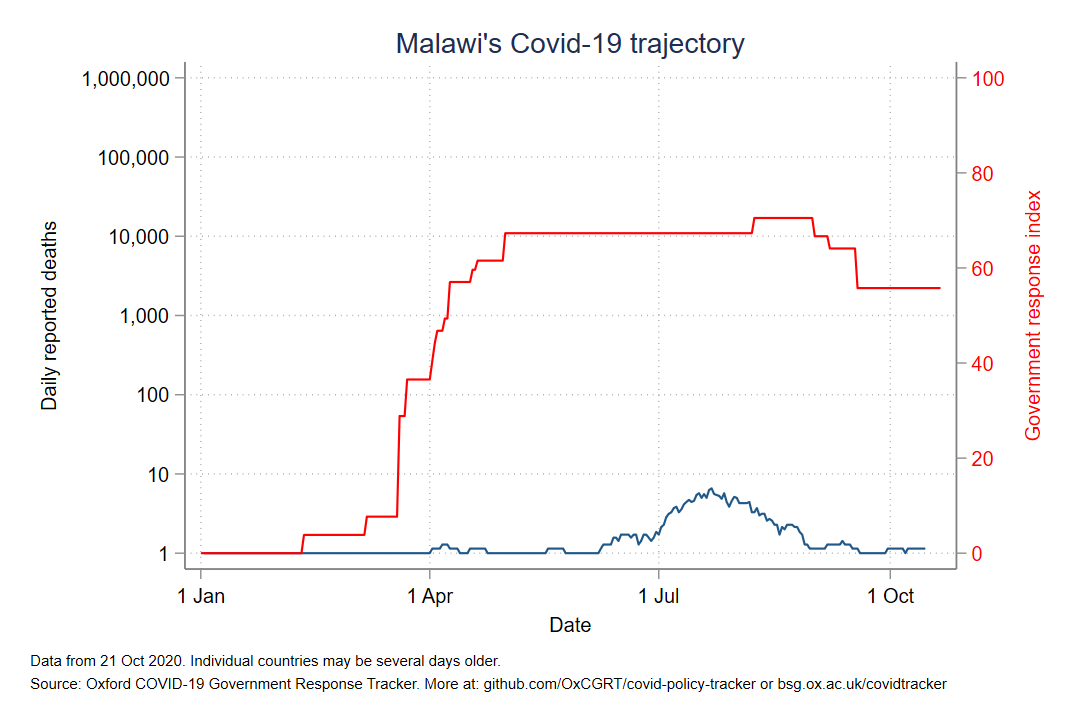 Malawi's Covid-19 trajectory
1,000,000
100,000
10,000
1,000
100
10
1
Daily reported deaths
100
80
60
40
20
0
Government response index
1 Jan
1 Apr
1 Jul
1 Oct
Date
Data from 21 Oct 2020. Individual countries may be several days older.
Source: Oxford COVID-19 Government Response Tracker. More at: github.com/OxCGRT/covid-policy-tracker or bsg.ox.ac.uk/covidtracker